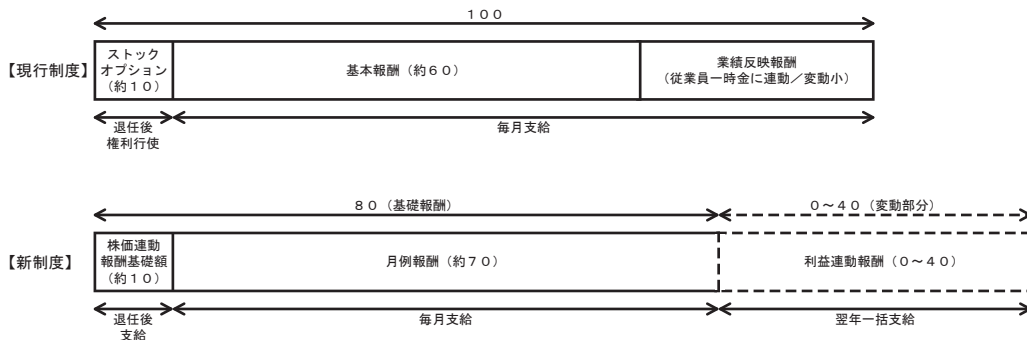 １００
【現行制度】
ストック
オプション
（約１０）
基本報酬（約６０）
業績反映報酬
（従業員一時金に連動／変動小）
退任後
権利行使
毎月支給
８０（基礎報酬）
０～４０（変動部分）
【新制度】
株価連動
報酬基礎額
（約１０）
月例報酬（約７０）
利益連動報酬（０～４０）
退任後
支給
毎月支給
翌年一括支給